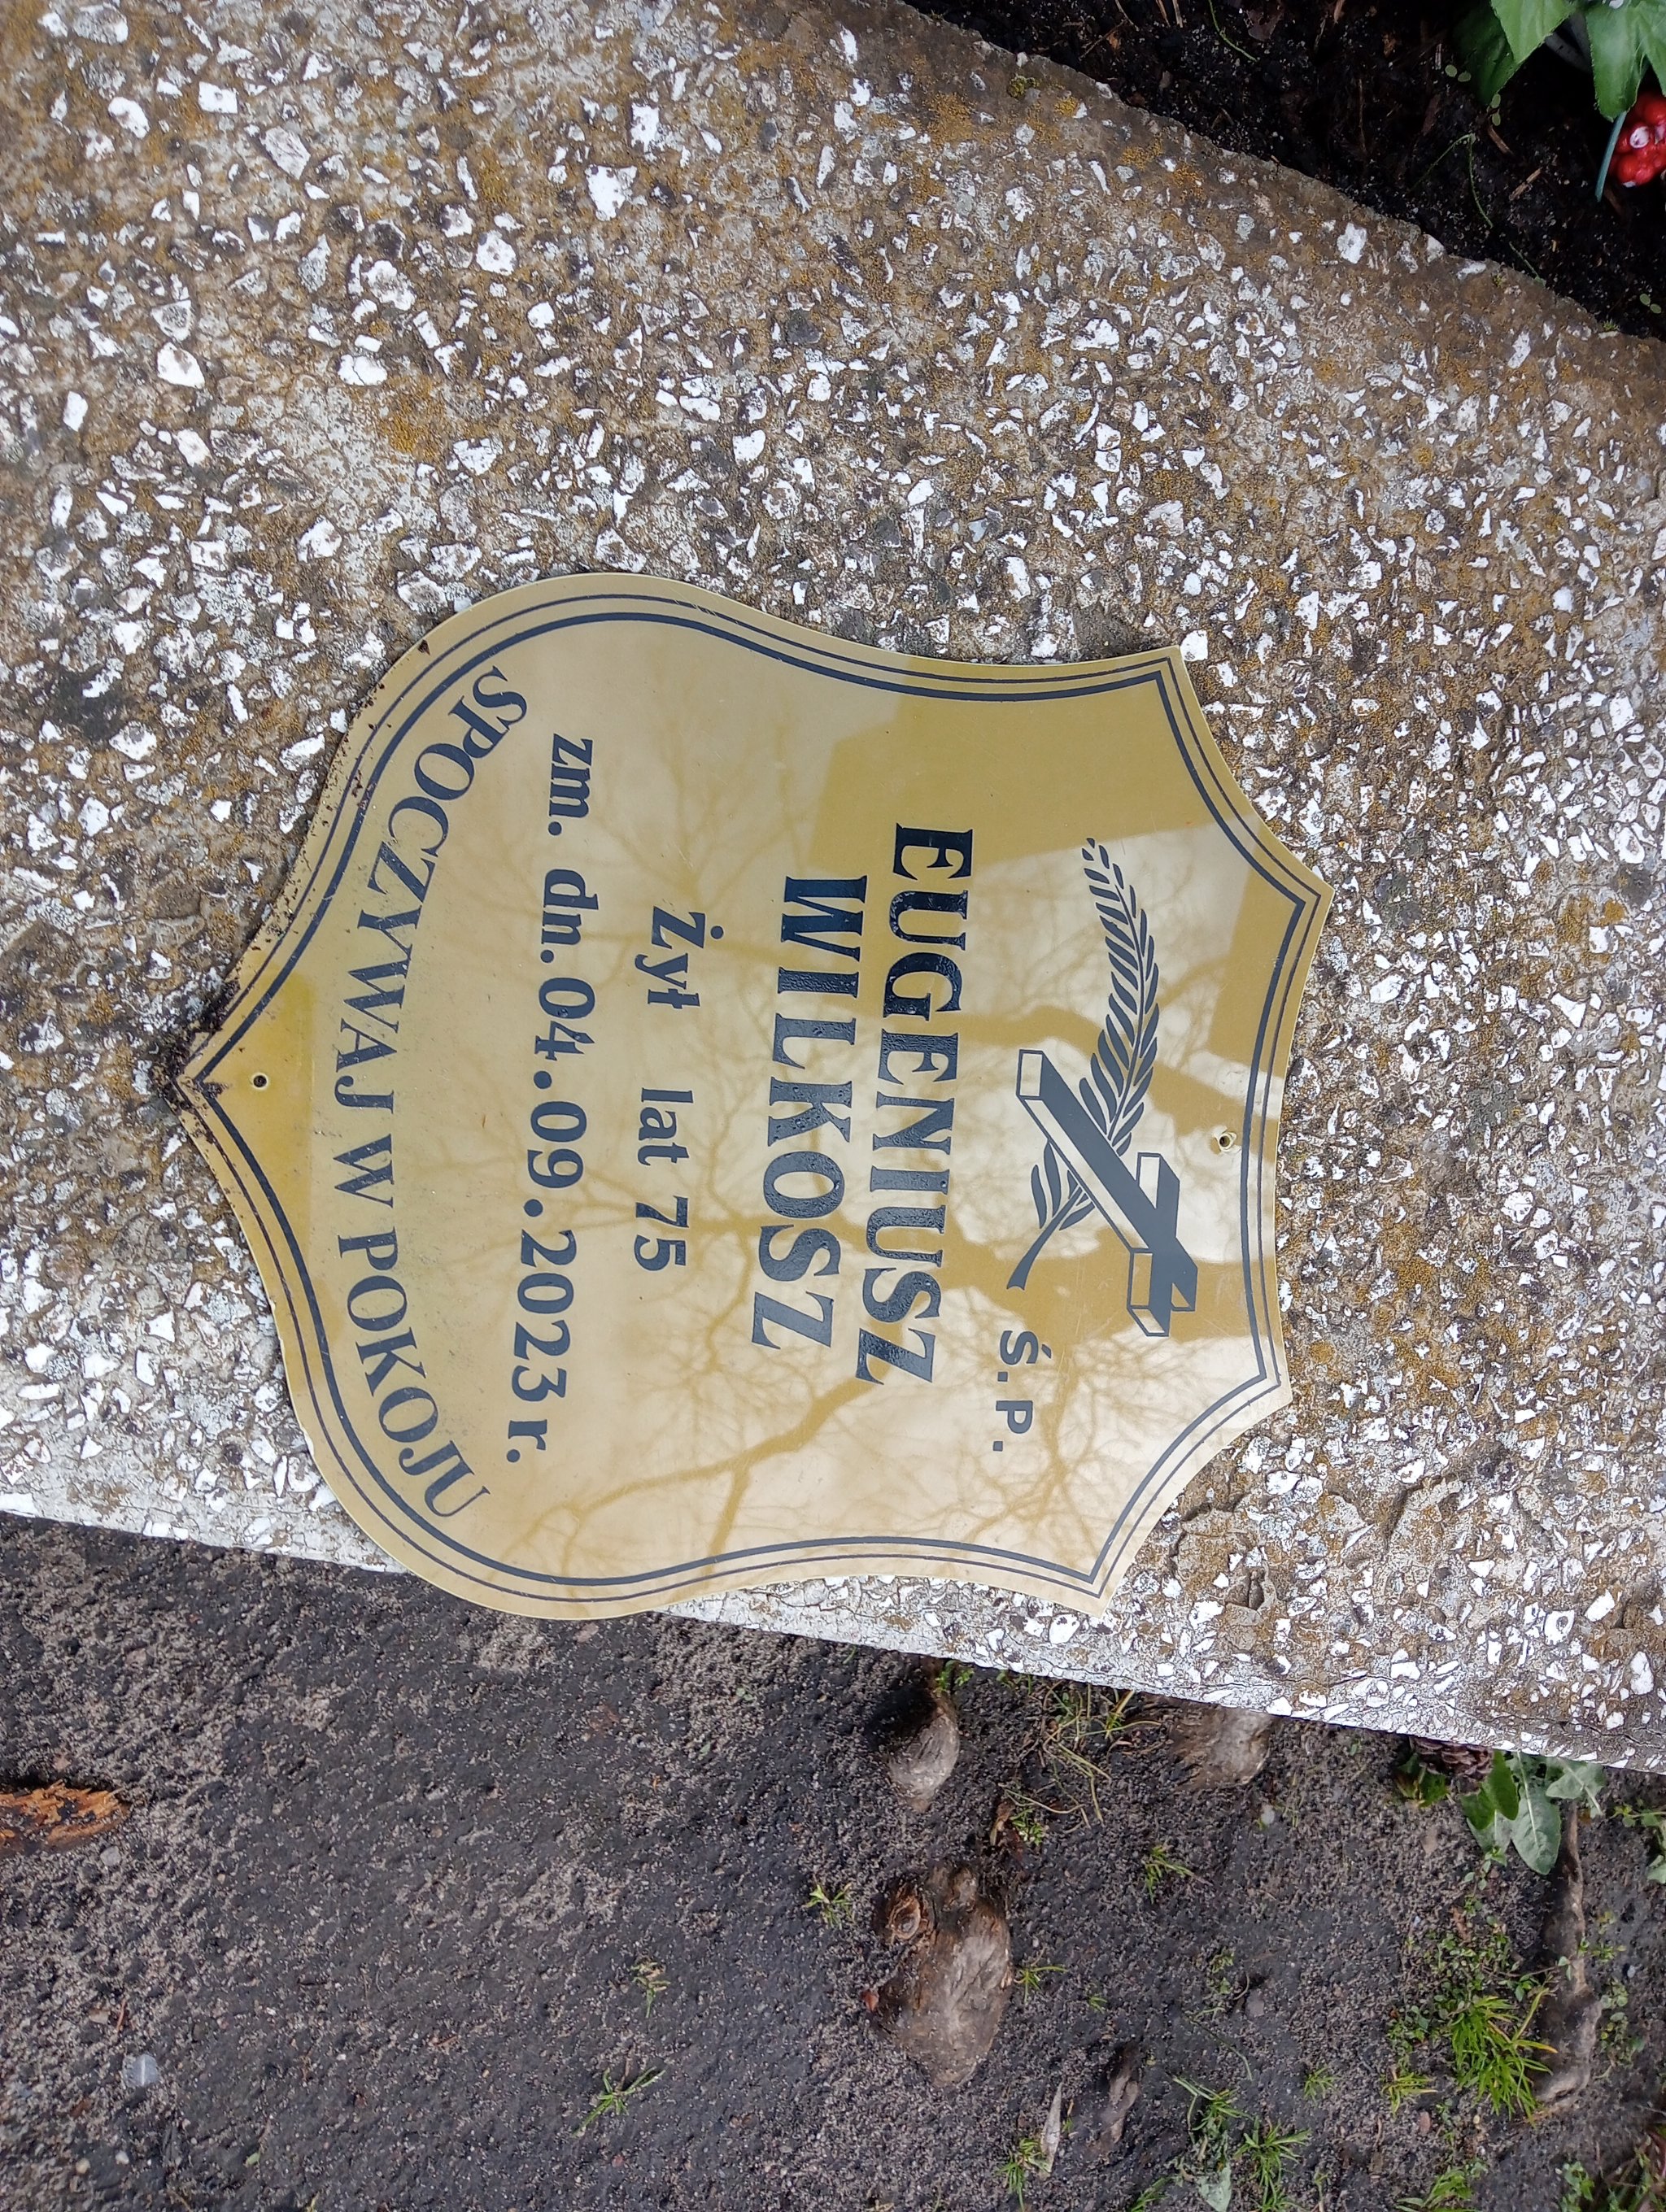 Ś.P.
EUGENIUSZ
WILKOSZ
Żył lat 75
zm. dn. 04.09.2023 r.
SPOCZYWAJ W POKOJU